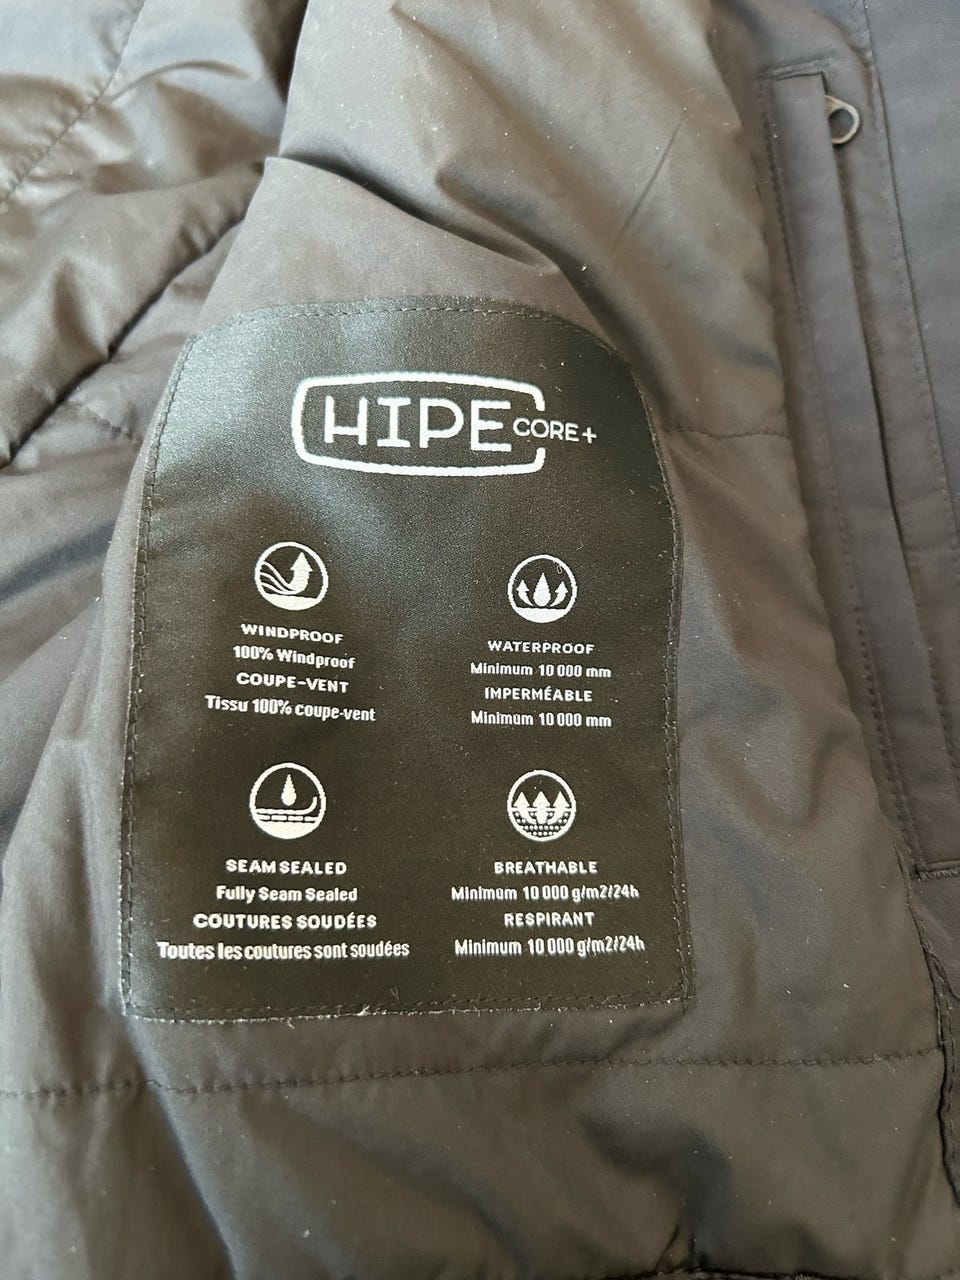 HIPE CORE+
WINDPROOF
100% Windproof
COUPE-VENT
Tissu 100% coupe-vent
WATERPROOF
Minimum 10 000 mm
IMPERMÉABLE
Minimum 10 000 mm
SEAM SEALED
Fully Seam Sealed
COUTURES SOUDÉES
Toutes les coutures sont soudées
BREATHABLE
Minimum 10 000 g/m2/24h
RESPIRANT
Minimum 10 000 g/m2/24h